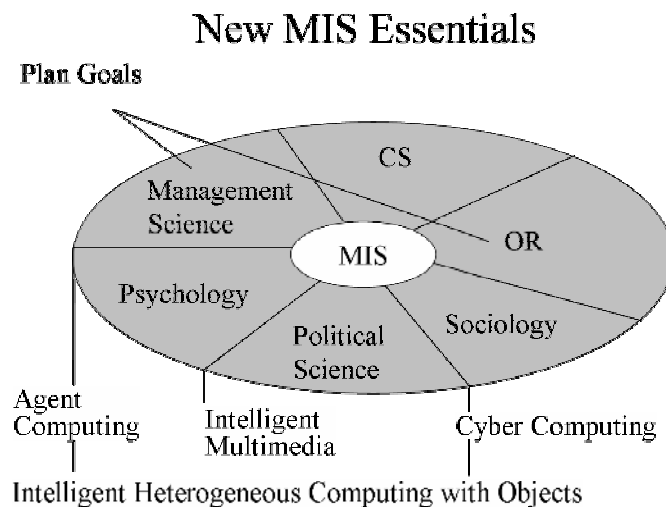 New MIS Essentials
Plan Goals
CS
Management
Science
OR
MIS
Psychology
Sociology
Political
Science
Agent
Computing
Intelligent
Multimedia
Cyber Computing
Intelligent Heterogeneous Computing with Objects